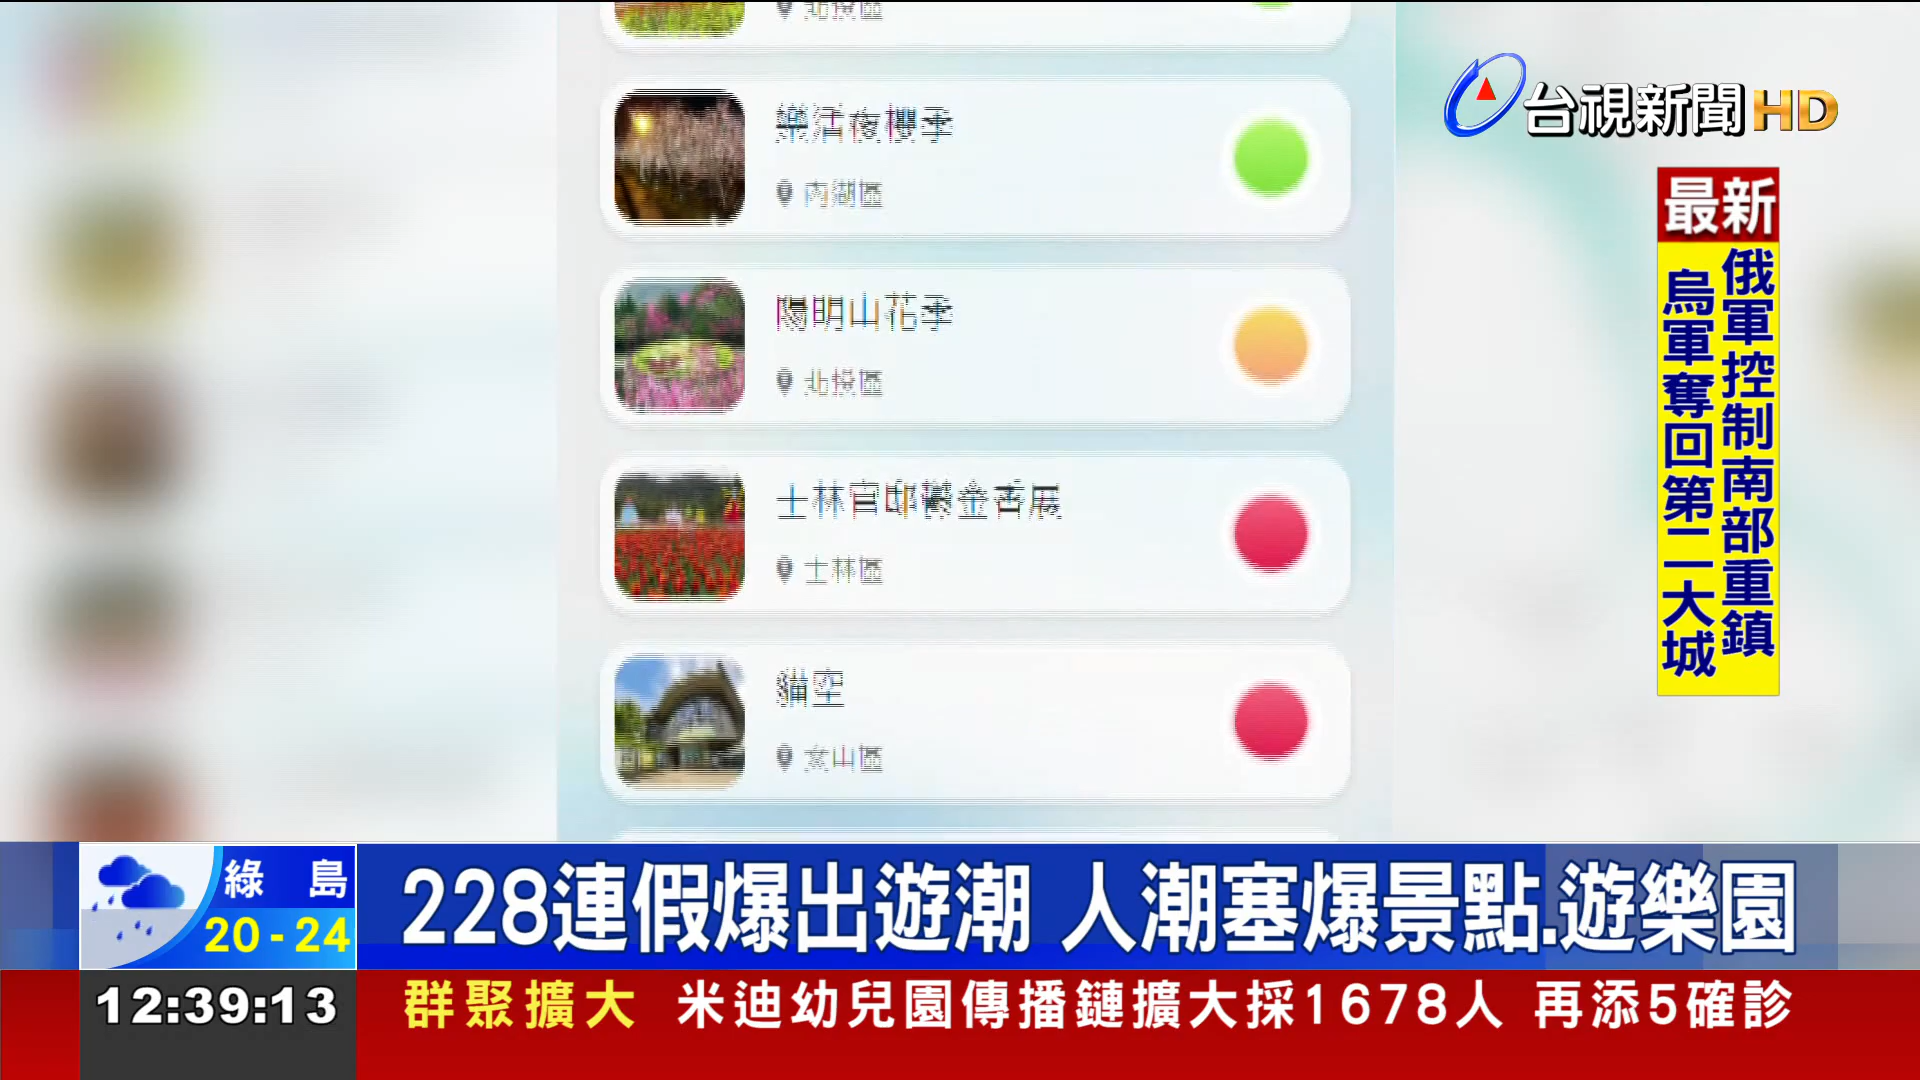 北投區
樂活夜櫻季
內湖區
陽明山花季
北投區
士林官邸鬱金香展
士林區
貓空
文山區
台視新聞HD
最新
俄軍控制南部重鎮
烏軍奪回第二大城
綠島
20-24
228連假爆出遊潮 人潮塞爆景點.遊樂園
12:39:13
群聚擴大 米迪幼兒園傳播鏈擴大採1678人 再添5確診